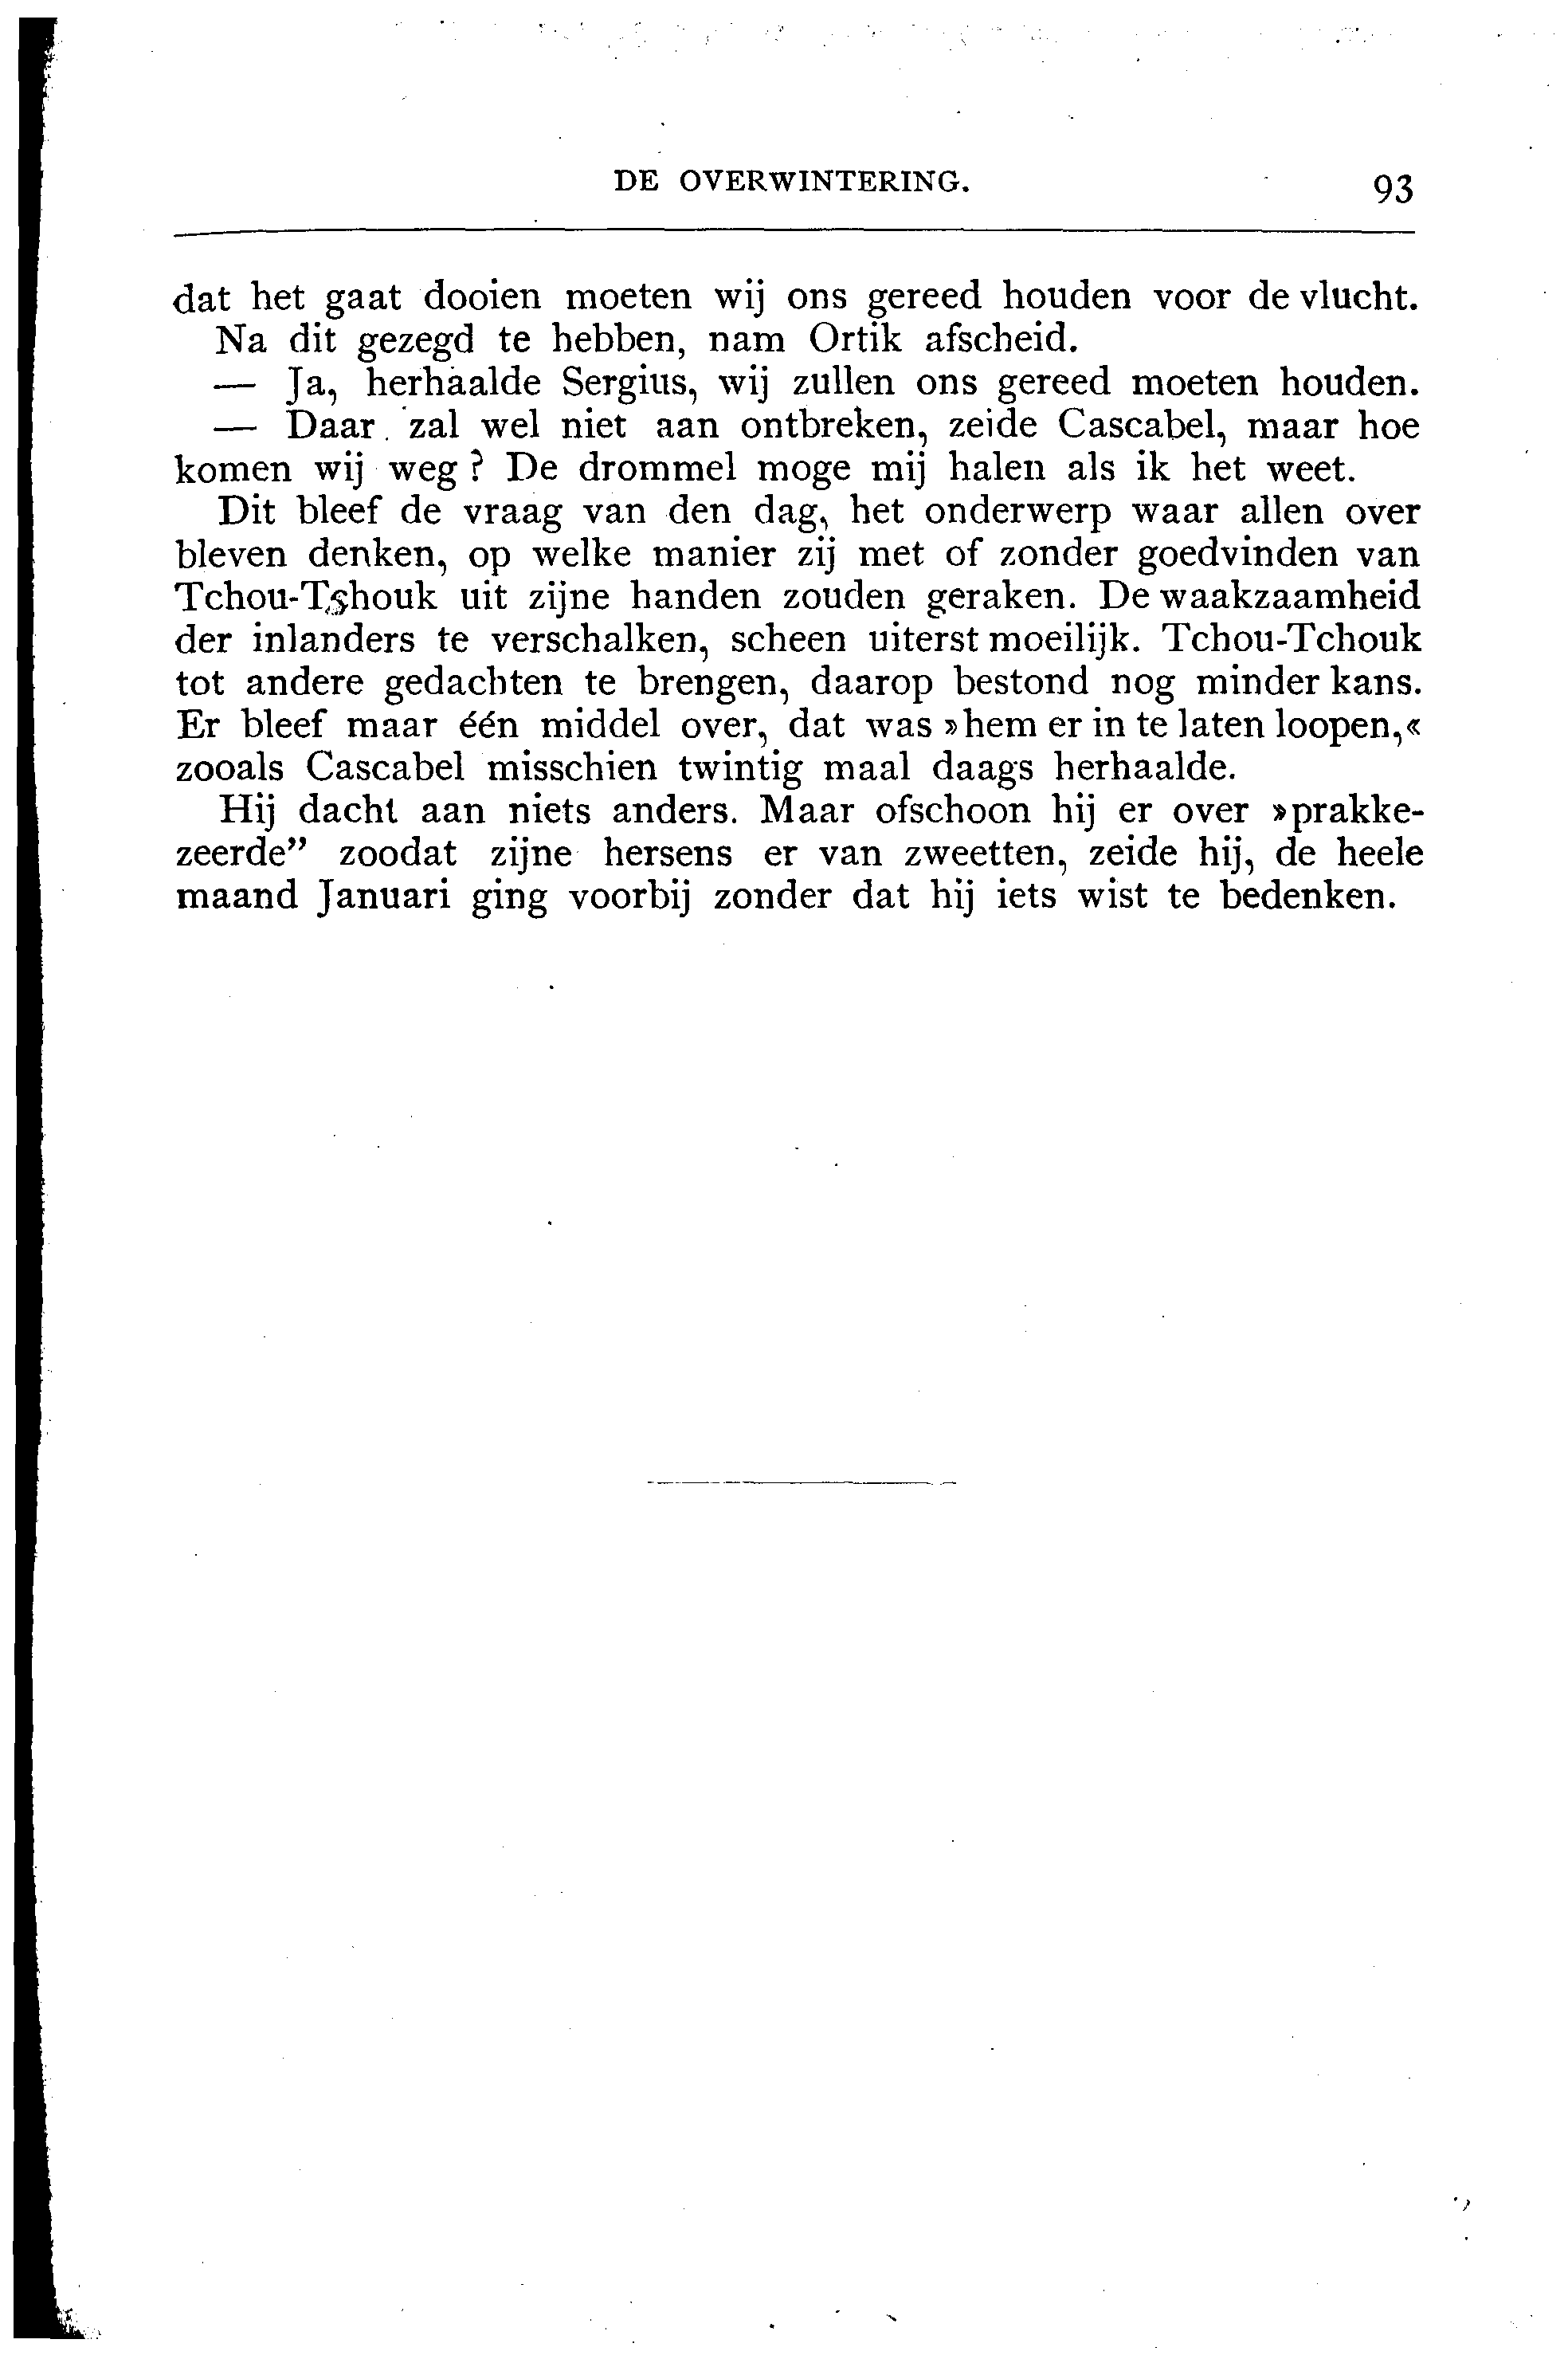 DE OVERWINTERING. 93
dat het gaat dooien moeten wij ons gereed houden voor de vlucht.
Na dit gezegd te hebben, nam Ortik afscheid.
— Ja, herhaalde Sergius, wij zullen ons gereed moeten houden.
— Daar zal wel niet aan ontbreken, zeide Cascabel, maar hoe
komen wij weg? De drommel moge mij halen als ik het weet.
Dit bleef de vraag van den dag, het onderwerp waar allen over
bleven denken, op welke manier zij met of zonder goedvinden van
Tchou-Tshouk uit zijne handen zouden geraken. De waakzaamheid
der inlanders te verschalken, scheen uiterst moeilijk. Tchou-Tchouk
tot andere gedachten te brengen, daarop bestond nog minder kans.
Er bleef maar één middel over, dat was »hem er in te laten loopen,«
zooals Cascabel misschien twintig maal daags herhaalde.
Hij dacht aan niets anders. Maar ofschoon hij er over »prakke-
zeerde” zoodat zijne hersens er van zweetten, zeide hij, de heele
maand Januari ging voorbij zonder dat hij iets wist te bedenken.